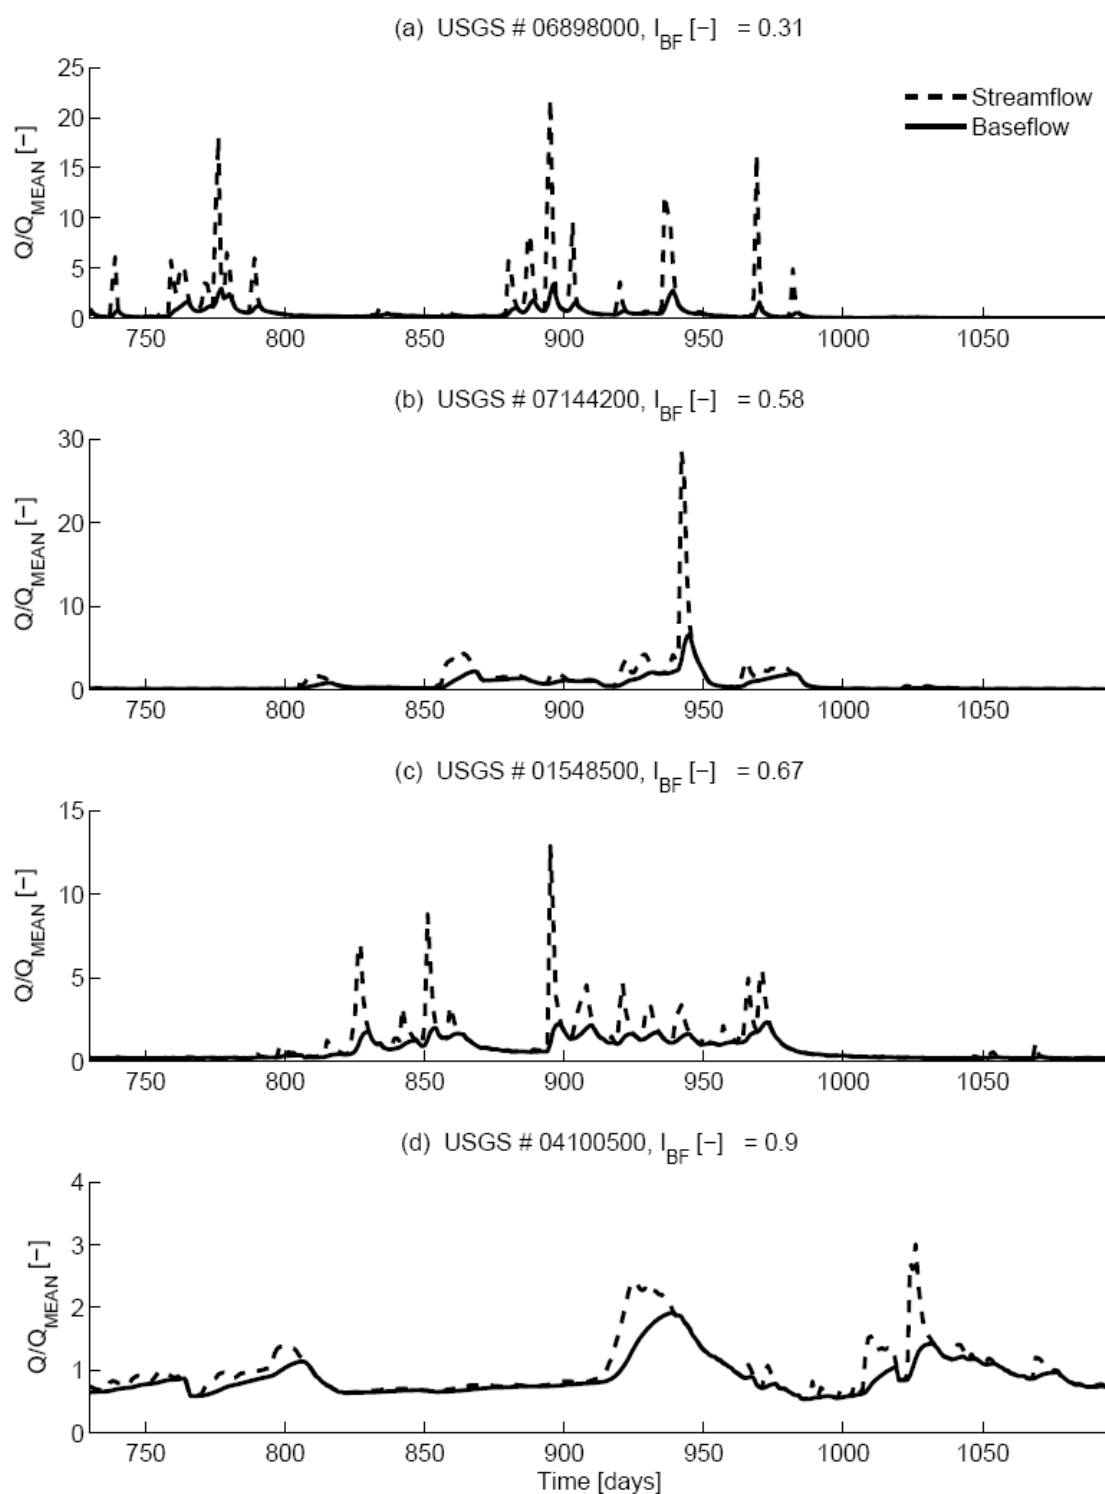 (a) USGS # 06898000, I_BF [−] = 0.31
25
20
15
10
5
0
Q/Q_MEAN [−]
Streamflow
Baseflow
750 800 850 900 950 1000 1050
(b) USGS # 07144200, I_BF [−] = 0.58
30
20
10
0
Q/Q_MEAN [−]
750 800 850 900 950 1000 1050
(c) USGS # 01548500, I_BF [−] = 0.67
15
10
5
0
Q/Q_MEAN [−]
750 800 850 900 950 1000 1050
(d) USGS # 04100500, I_BF [−] = 0.9
4
3
2
1
0
Q/Q_MEAN [−]
750 800 850 900 950 1000 1050
Time [days]